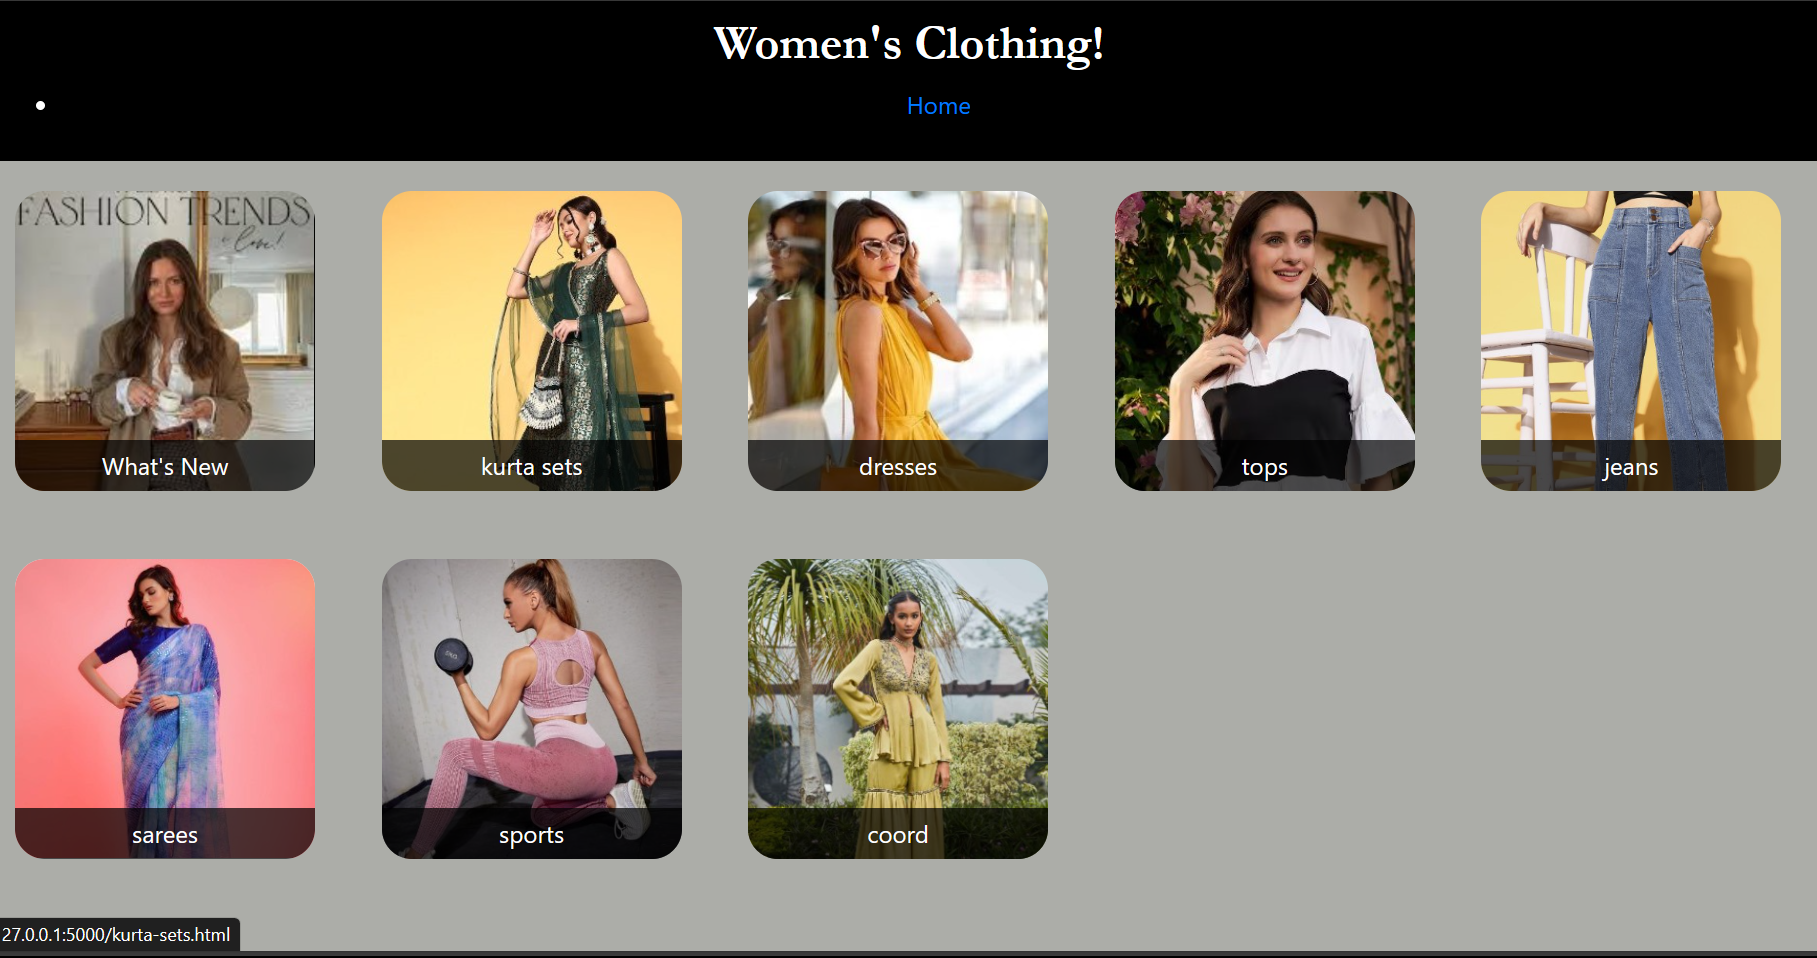 Women's Clothing!
Home
FASHION TRENDS
& love!
What's New
kurta sets
dresses
tops
jeans
sarees
sports
coord
27.0.0.1:5000/kurta-sets.html